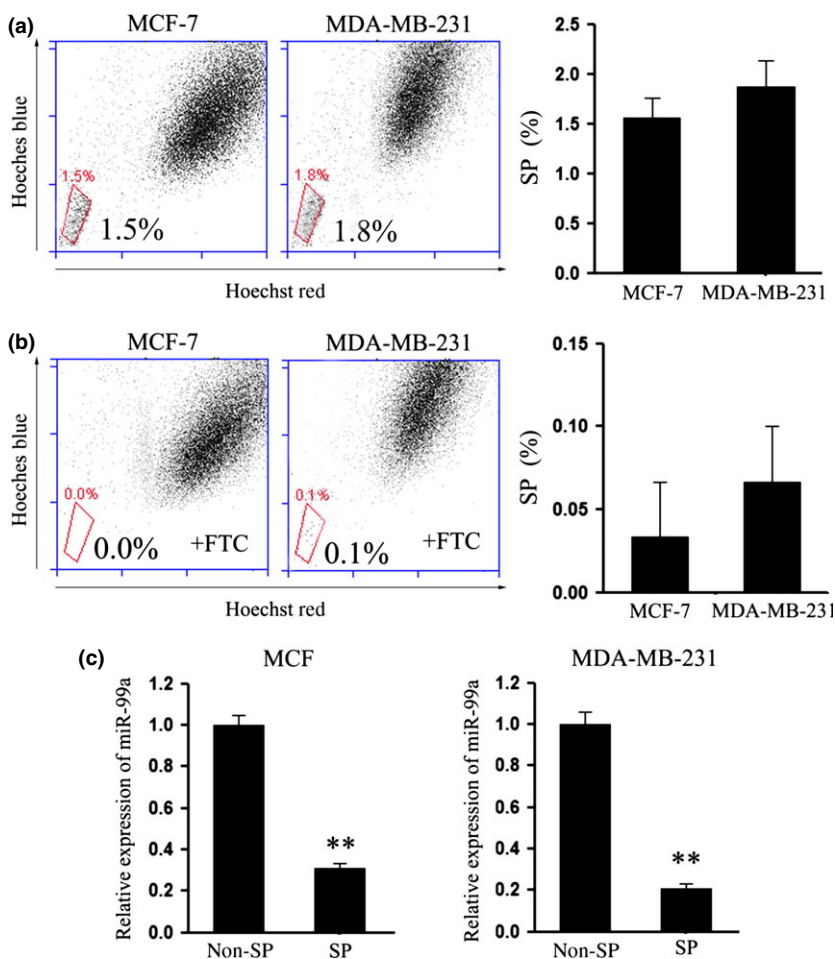 (a)
MCF-7
MDA-MB-231
Hoeches blue
1.5%
1.5%
1.8%
1.8%
Hoechst red
SP (%)
2.5
2.0
1.5
1.0
0.5
0.0
MCF-7
MDA-MB-231
(b)
MCF-7
MDA-MB-231
Hoeches blue
0.0%
0.0%
+FTC
0.1%
0.1%
+FTC
Hoechst red
SP (%)
0.15
0.10
0.05
0.00
MCF-7
MDA-MB-231
(c)
MCF
Relative expression of miR-99a
1.2
1.0
0.8
0.6
0.4
0.2
0.0
**
Non-SP
SP
MDA-MB-231
Relative expression of miR-99a
1.2
1.0
0.8
0.6
0.4
0.2
0.0
**
Non-SP
SP